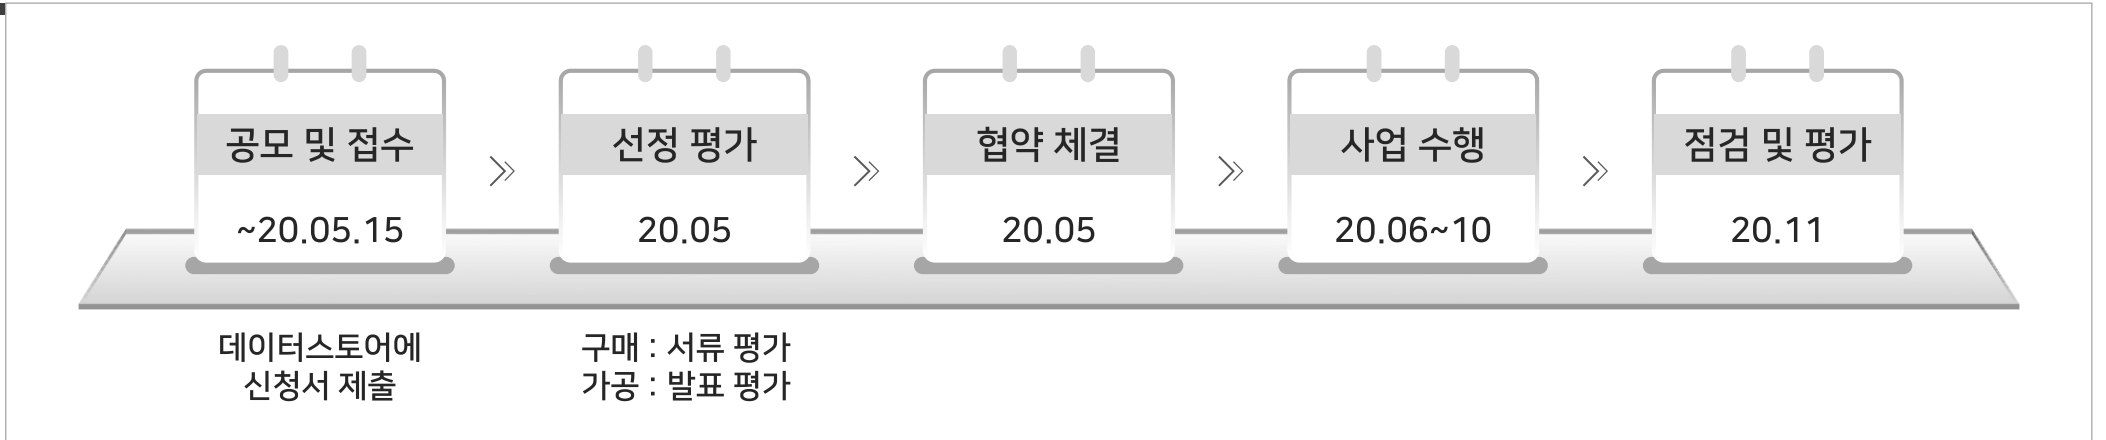 공모 및 접수
~20.05.15
데이터스토어에
신청서 제출
선정 평가
20.05
구매 : 서류 평가
가공 : 발표 평가
협약 체결
20.05
사업 수행
20.06~10
점검 및 평가
20.11